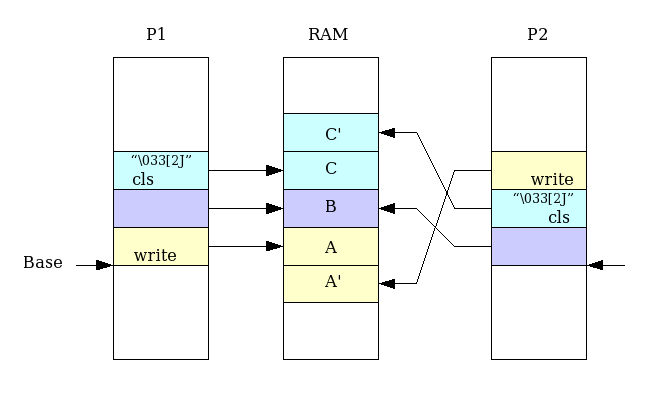 P1
RAM
P2
C'
“\033[2J”
cls
C
write
B
“\033[2J”
cls
write
A
Base
A'